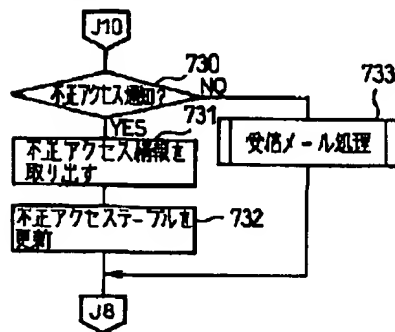 J10
730
不正アクセス通知?
NO
733
YES
731
受信メール処理
不正アクセス情報を
取り出す
不正アクセステーブルを
更新
732
J8